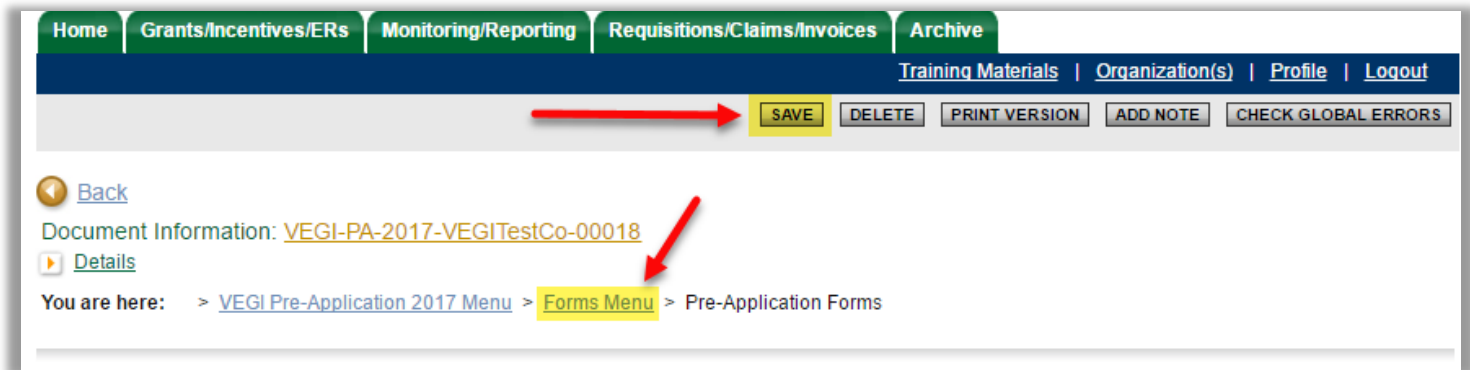 Home Grants/Incentives/ERs Monitoring/Reporting Requisitions/Claims/Invoices Archive
Training Materials | Organization(s) | Profile | Logout
SAVE DELETE PRINT VERSION ADD NOTE CHECK GLOBAL ERRORS
Back
Document Information: VEGI-PA-2017-VEGITestCo-00018
Details
You are here: > VEGI Pre-Application 2017 Menu > Forms Menu > Pre-Application Forms